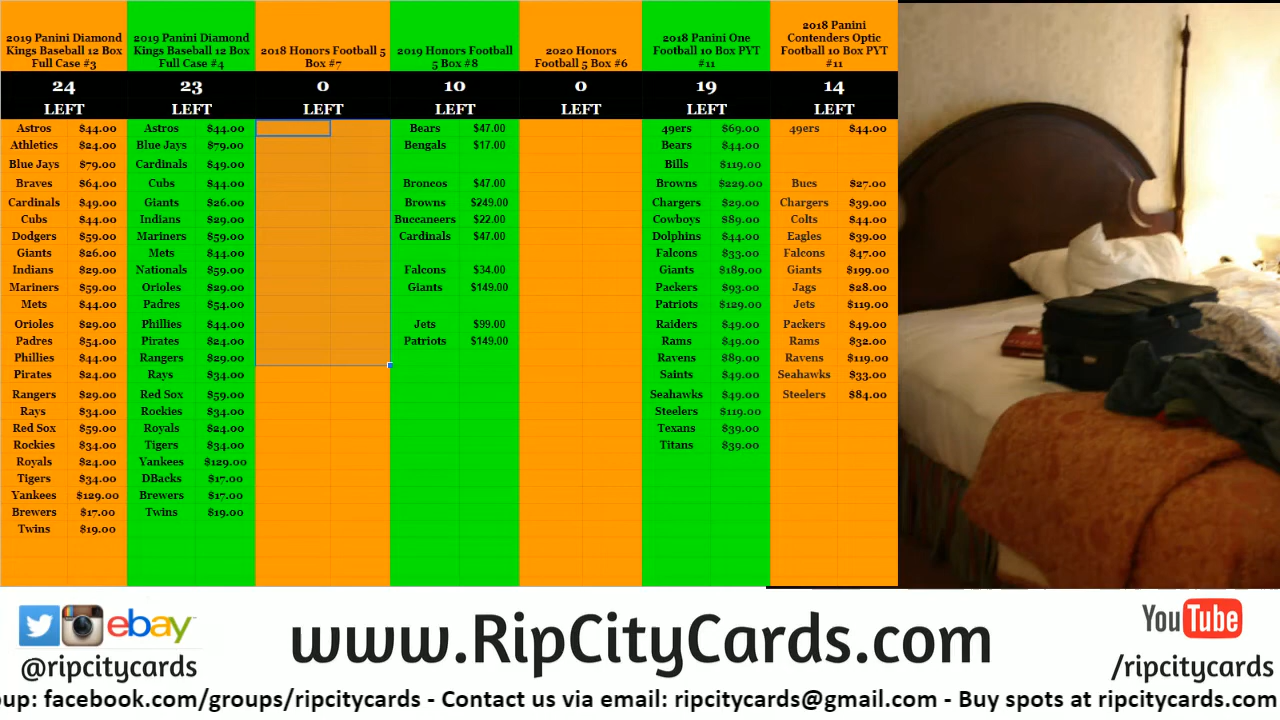 2019 Panini Diamond Kings Baseball 12 Box Full Case #3
24
LEFT
Astros $44.00
Athletics $24.00
Blue Jays $79.00
Braves $64.00
Cardinals $49.00
Cubs $44.00
Dodgers $59.00
Giants $26.00
Indians $29.00
Mariners $59.00
Mets $44.00
Orioles $29.00
Padres $54.00
Phillies $44.00
Pirates $24.00
Rangers $29.00
Rays $34.00
Red Sox $59.00
Rockies $34.00
Royals $24.00
Tigers $34.00
Yankees $129.00
Brewers $17.00
Twins $19.00
2019 Panini Diamond Kings Baseball 12 Box Full Case #4
23
LEFT
Astros $44.00
Blue Jays $79.00
Cardinals $49.00
Cubs $44.00
Giants $26.00
Indians $29.00
Mariners $59.00
Mets $44.00
Nationals $59.00
Orioles $29.00
Padres $54.00
Phillies $44.00
Pirates $24.00
Rangers $29.00
Rays $34.00
Red Sox $59.00
Rockies $34.00
Royals $24.00
Tigers $34.00
Yankees $129.00
DBacks $17.00
Brewers $17.00
Twins $19.00
2018 Honors Football 5 Box #7
0
LEFT
2019 Honors Football 5 Box #8
10
LEFT
Bears $47.00
Bengals $17.00
Broncos $47.00
Browns $249.00
Buccaneers $22.00
Cardinals $47.00
Falcons $34.00
Giants $149.00
Jets $99.00
Patriots $149.00
2020 Honors Football 5 Box #6
0
LEFT
2018 Panini One Football 10 Box PYT #11
19
LEFT
49ers $69.00
Bears $44.00
Bills $119.00
Browns $229.00
Chargers $29.00
Cowboys $89.00
Dolphins $44.00
Falcons $33.00
Giants $189.00
Packers $93.00
Patriots $129.00
Raiders $49.00
Rams $49.00
Ravens $89.00
Saints $49.00
Seahawks $49.00
Steelers $119.00
Texans $39.00
Titans $39.00
2018 Panini Contenders Optic Football 10 Box PYT #11
14
LEFT
49ers $44.00
Bucs $27.00
Chargers $39.00
Colts $44.00
Eagles $39.00
Falcons $47.00
Giants $199.00
Jags $28.00
Jets $119.00
Packers $49.00
Rams $32.00
Ravens $119.00
Seahawks $33.00
Steelers $84.00
ebay
@ripcitycards
www.RipCityCards.com
YouTube
/ripcitycards
oup: facebook.com/groups/ripcitycards - Contact us via email: ripcitycards@gmail.com - Buy spots at ripcitycards.com